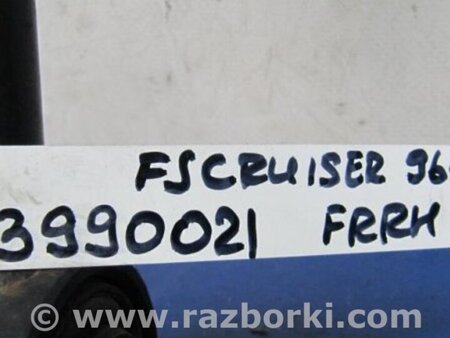 FJCRUISER 96
3990021 FRRH
© www.razborki.com